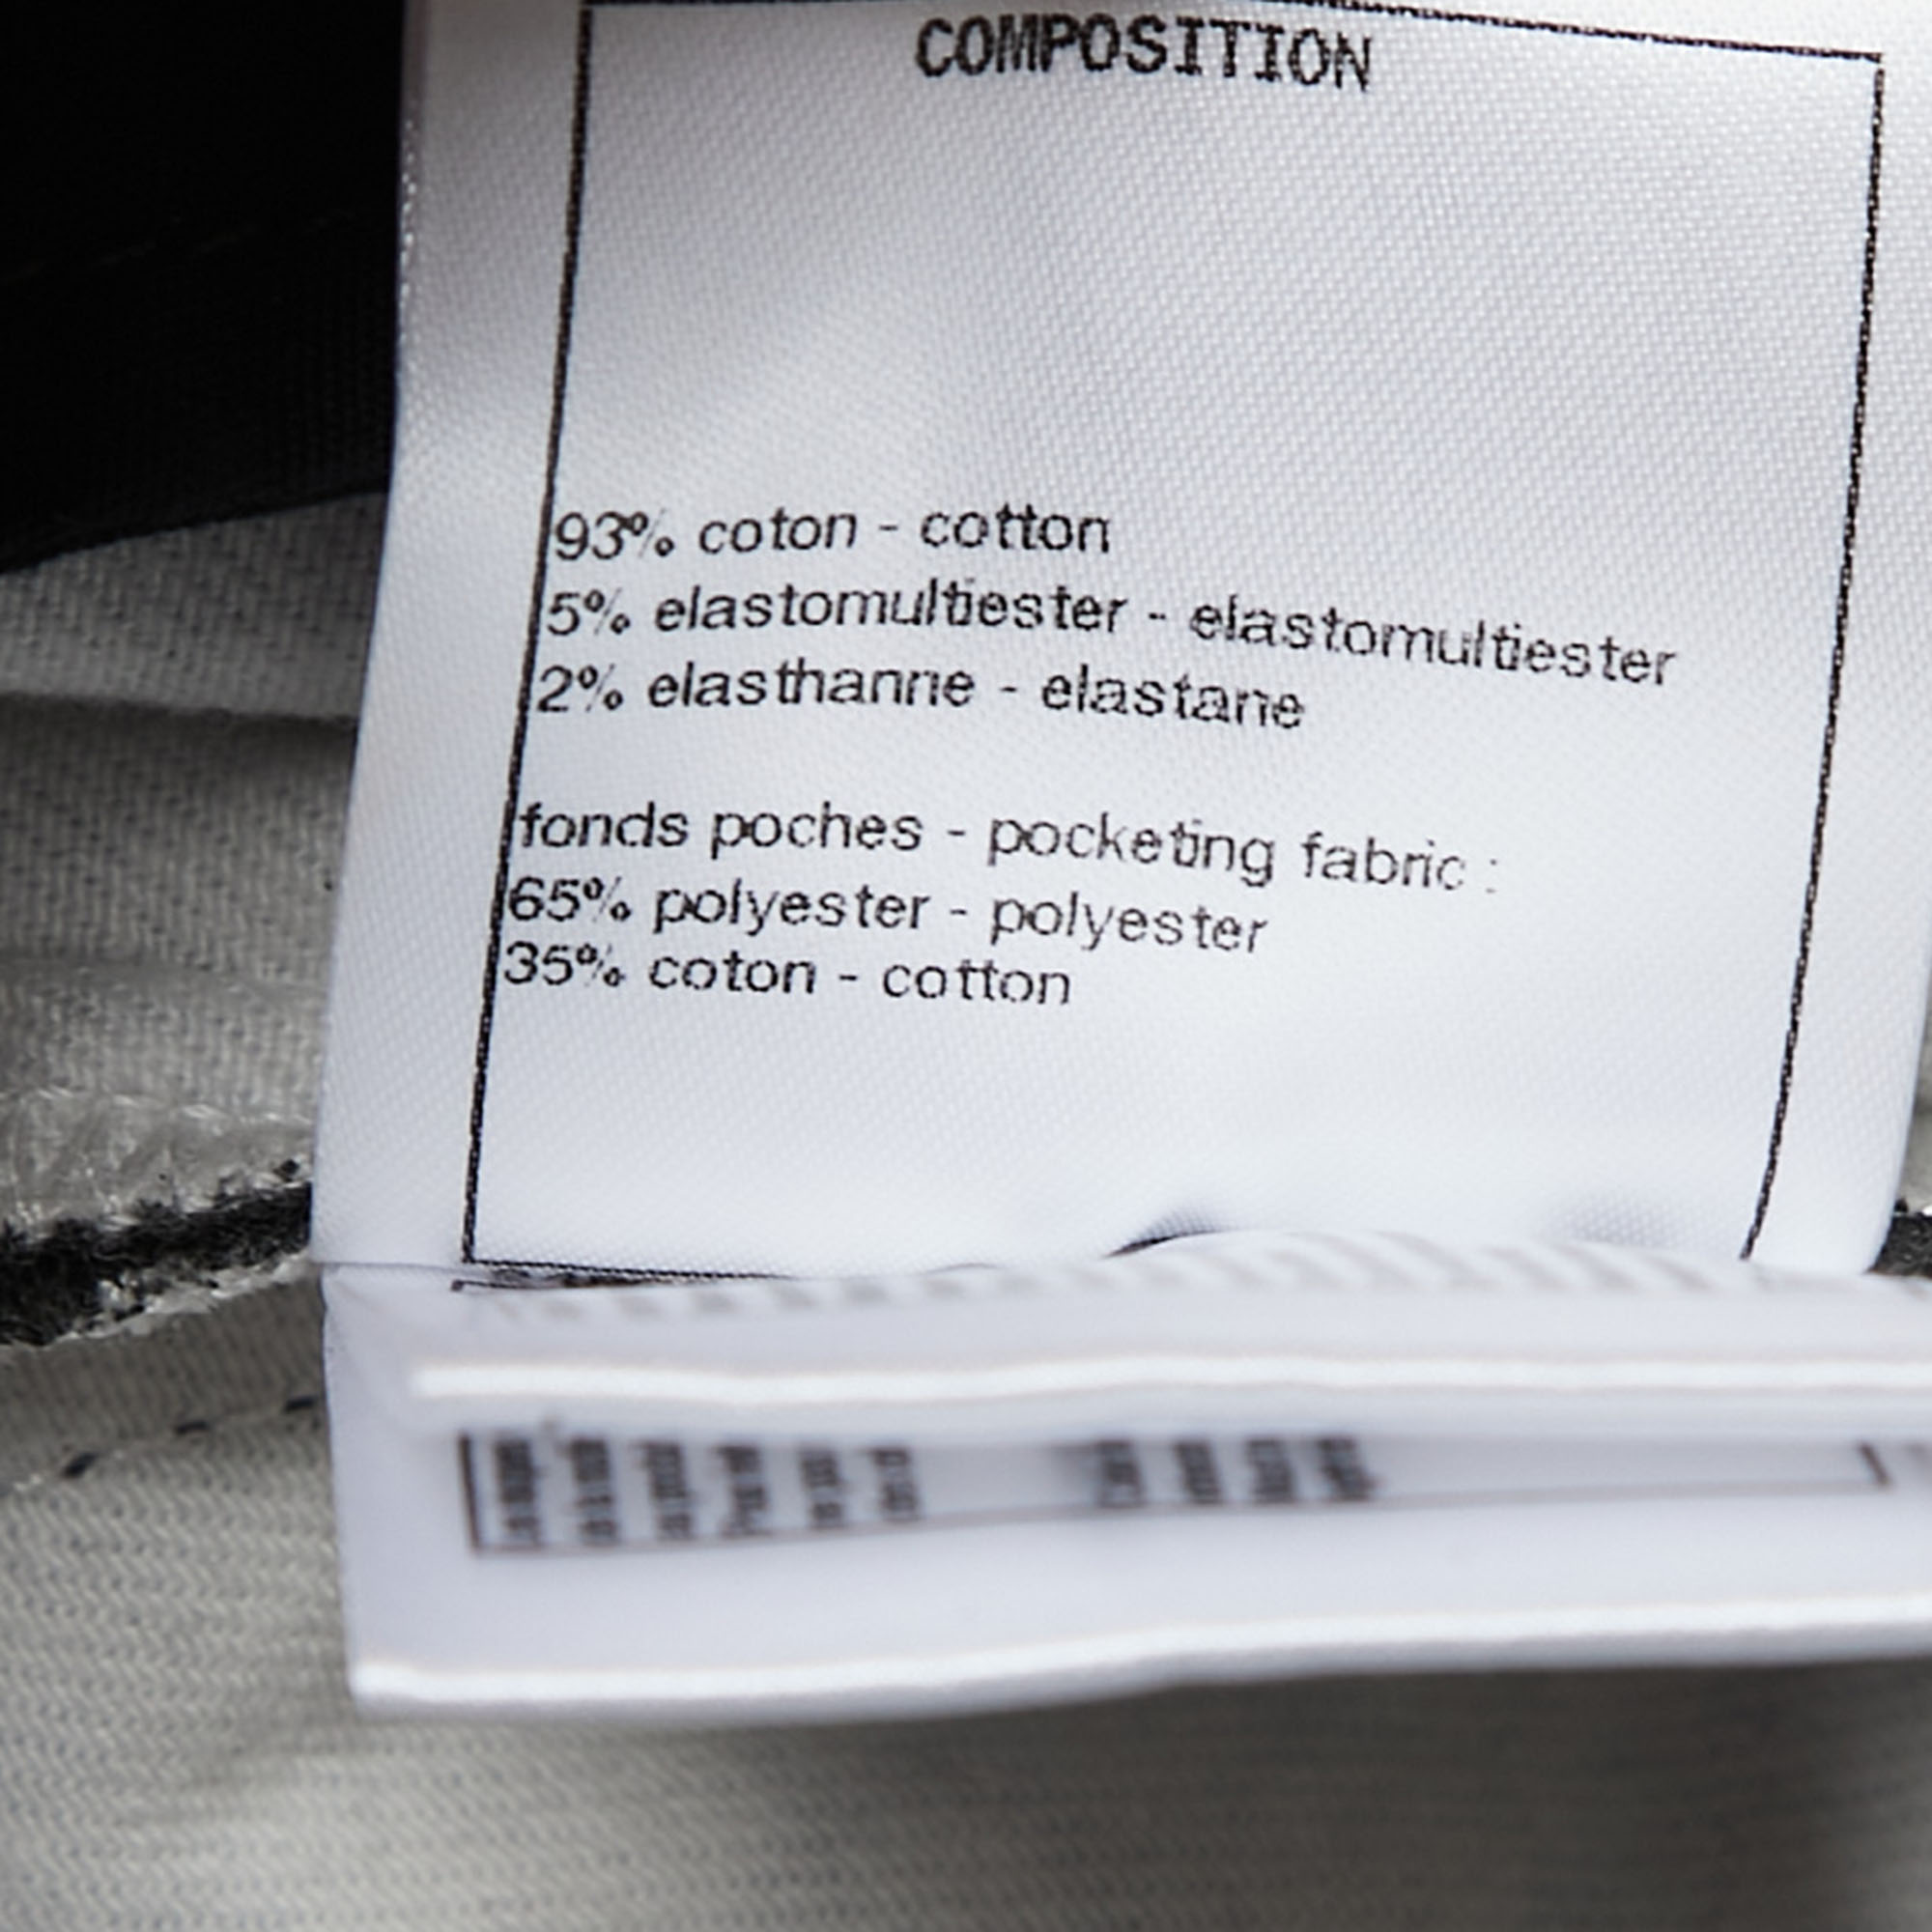 COMPOSITION
93% coton - cotton
5% elastomultiester - elastomultiester
2% elasthanne - elastane
fonds poches - pocketing fabric :
65% polyester - polyester
35% coton - cotton